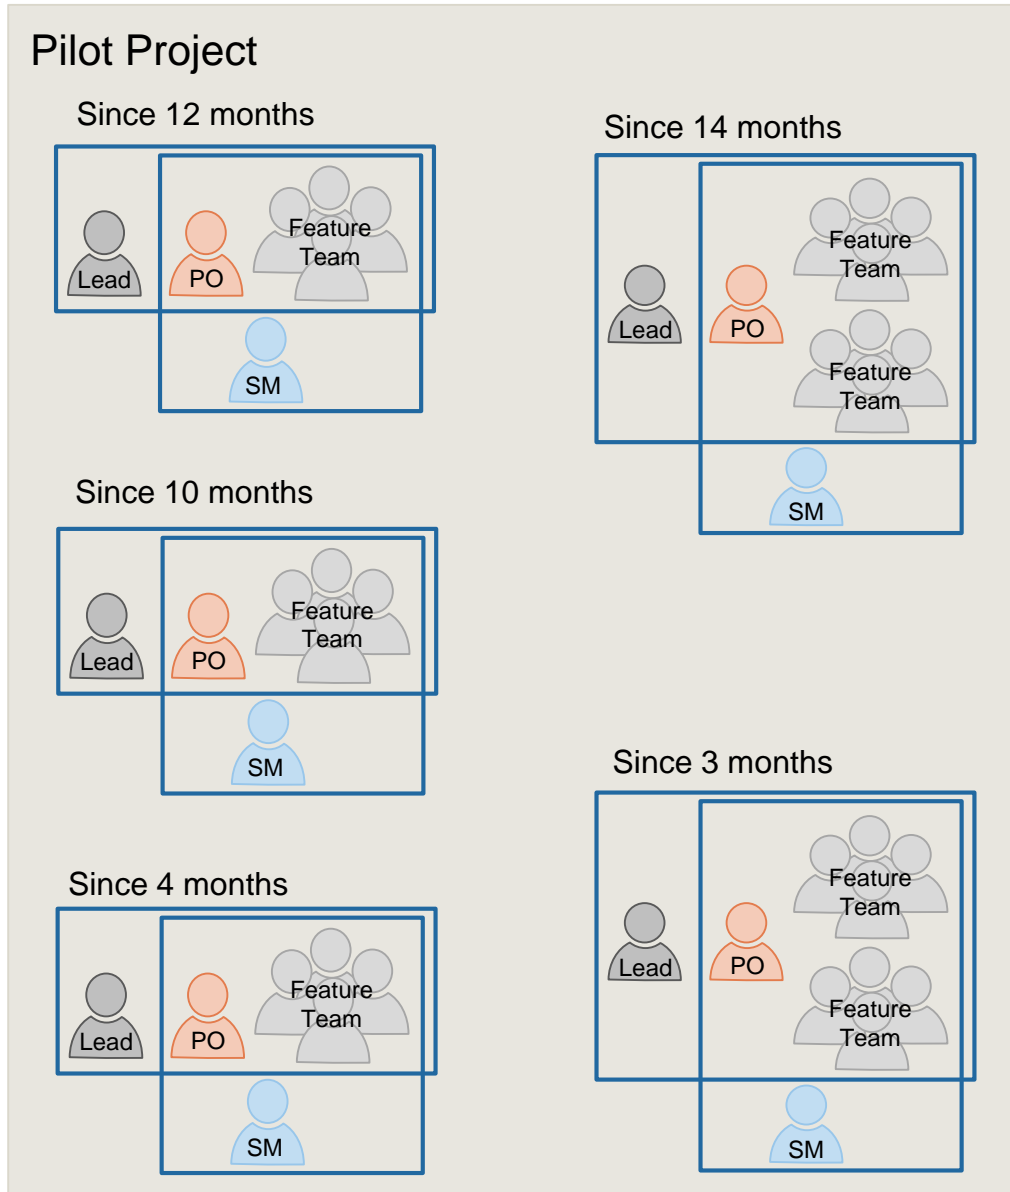 Pilot Project
Since 12 months
Lead
PO
Feature
Team
SM
Since 10 months
Lead
PO
Feature
Team
SM
Since 4 months
Lead
PO
Feature
Team
SM
Since 14 months
Feature
Team
Lead
PO
Feature
Team
SM
Since 3 months
Feature
Team
Lead
PO
Feature
Team
SM